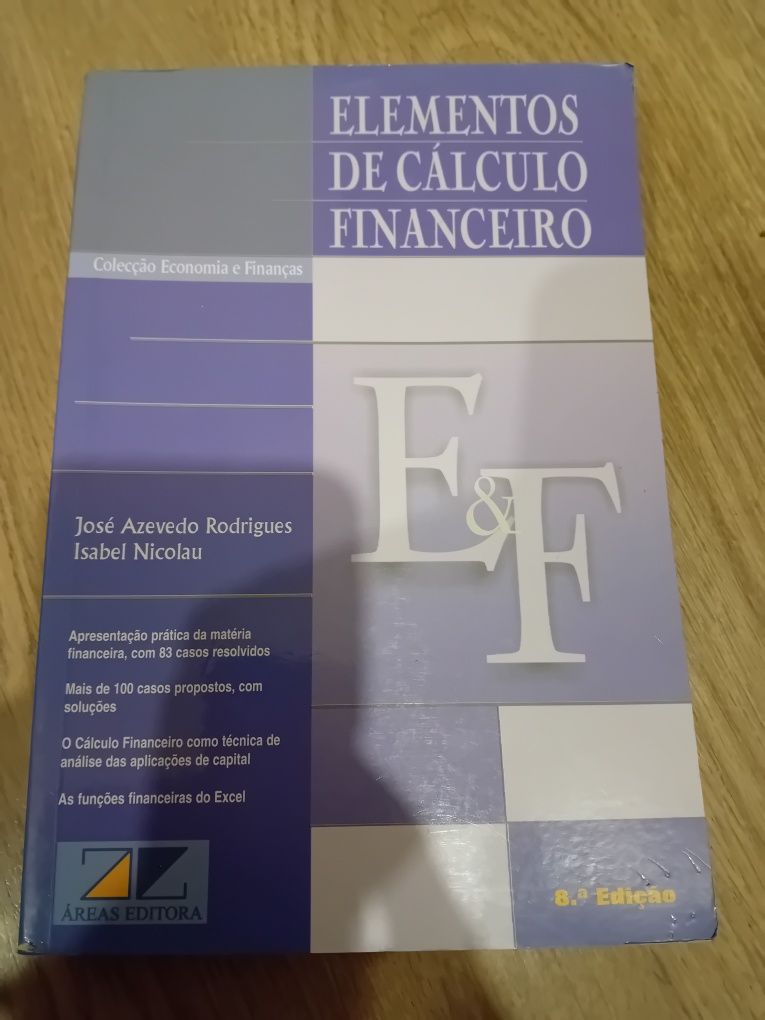 ELEMENTOS
DE CÁLCULO
FINANCEIRO
Colecção Economia e Finanças
E&F
José Azevedo Rodrigues
Isabel Nicolau
Apresentação prática da matéria
financeira, com 83 casos resolvidos
Mais de 100 casos propostos, com
soluções
O Cálculo Financeiro como técnica de
análise das aplicações de capital
As funções financeiras do Excel
ÁREAS EDITORA
8.ª Edição